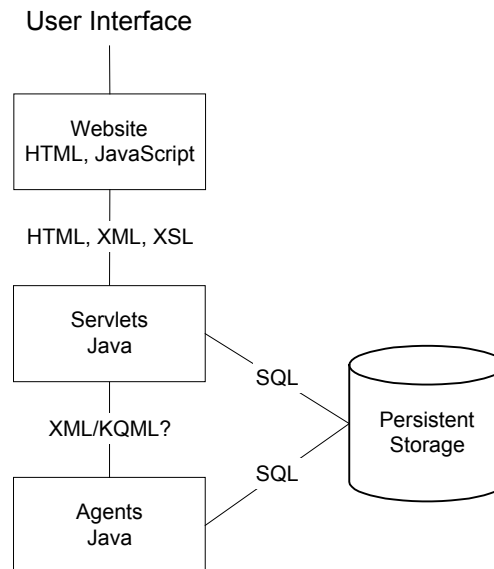 User Interface
Website
HTML, JavaScript
HTML, XML, XSL
Servlets
Java
SQL
XML/KQML?
Persistent
Storage
SQL
Agents
Java